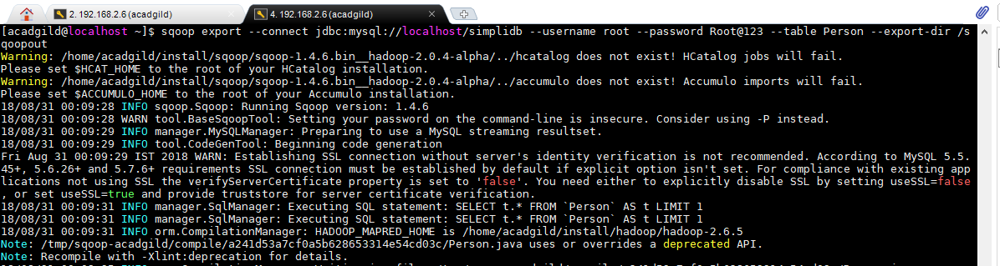 2. 192.168.2.6 (acadgild)
4. 192.168.2.6 (acadgild)
[acadgild@localhost ~]$ sqoop export --connect jdbc:mysql://localhost/simplidb --username root --password Root@123 --table Person --export-dir /s
qoopout
Warning: /home/acadgild/install/sqoop/sqoop-1.4.6.bin__hadoop-2.0.4-alpha/../hcatalog does not exist! HCatalog jobs will fail.
Please set $HCAT_HOME to the root of your HCatalog installation.
Warning: /home/acadgild/install/sqoop/sqoop-1.4.6.bin__hadoop-2.0.4-alpha/../accumulo does not exist! Accumulo imports will fail.
Please set $ACCUMULO_HOME to the root of your Accumulo installation.
18/08/31 00:09:28 INFO sqoop.Sqoop: Running Sqoop version: 1.4.6
18/08/31 00:09:28 WARN tool.BaseSqoopTool: Setting your password on the command-line is insecure. Consider using -P instead.
18/08/31 00:09:29 INFO manager.MySQLManager: Preparing to use a MySQL streaming resultset.
18/08/31 00:09:29 INFO tool.CodeGenTool: Beginning code generation
Fri Aug 31 00:09:29 IST 2018 WARN: Establishing SSL connection without server's identity verification is not recommended. According to MySQL 5.5.
45+, 5.6.26+ and 5.7.6+ requirements SSL connection must be established by default if explicit option isn't set. For compliance with existing app
lications not using SSL the verifyServerCertificate property is set to 'false'. You need either to explicitly disable SSL by setting useSSL=false
, or set useSSL=true and provide truststore for server certificate verification.
18/08/31 00:09:31 INFO manager.SqlManager: Executing SQL statement: SELECT t.* FROM `Person` AS t LIMIT 1
18/08/31 00:09:31 INFO manager.SqlManager: Executing SQL statement: SELECT t.* FROM `Person` AS t LIMIT 1
18/08/31 00:09:31 INFO orm.CompilationManager: HADOOP_MAPRED_HOME is /home/acadgild/install/hadoop/hadoop-2.6.5
Note: /tmp/sqoop-acadgild/compile/a241d53a7cf0a5b628653314e54cd03c/Person.java uses or overrides a deprecated API.
Note: Recompile with -Xlint:deprecation for details.